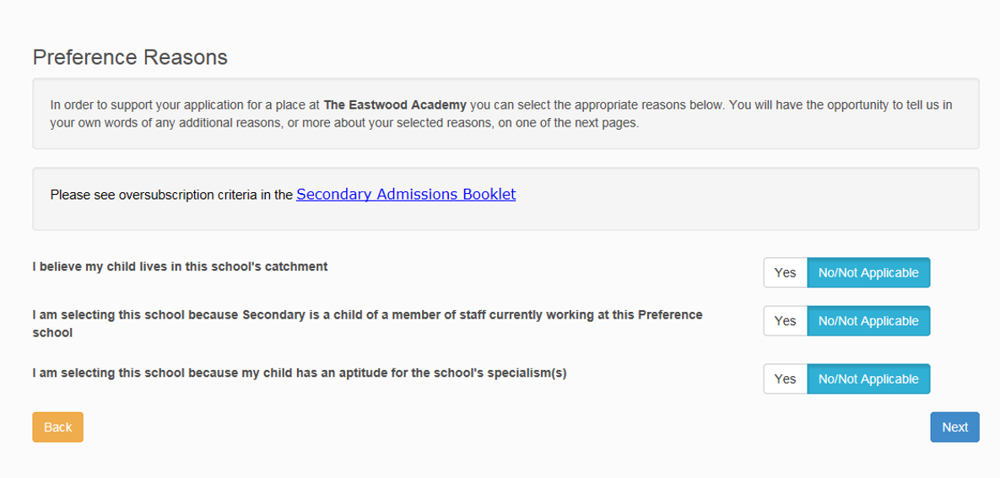 Preference Reasons
In order to support your application for a place at The Eastwood Academy you can select the appropriate reasons below. You will have the opportunity to tell us in
your own words of any additional reasons, or more about your selected reasons, on one of the next pages.
Please see oversubscription criteria in the Secondary Admissions Booklet
I believe my child lives in this school's catchment
Yes No/Not Applicable
I am selecting this school because Secondary is a child of a member of staff currently working at this Preference
school
Yes No/Not Applicable
I am selecting this school because my child has an aptitude for the school's specialism(s)
Yes No/Not Applicable
Back Next